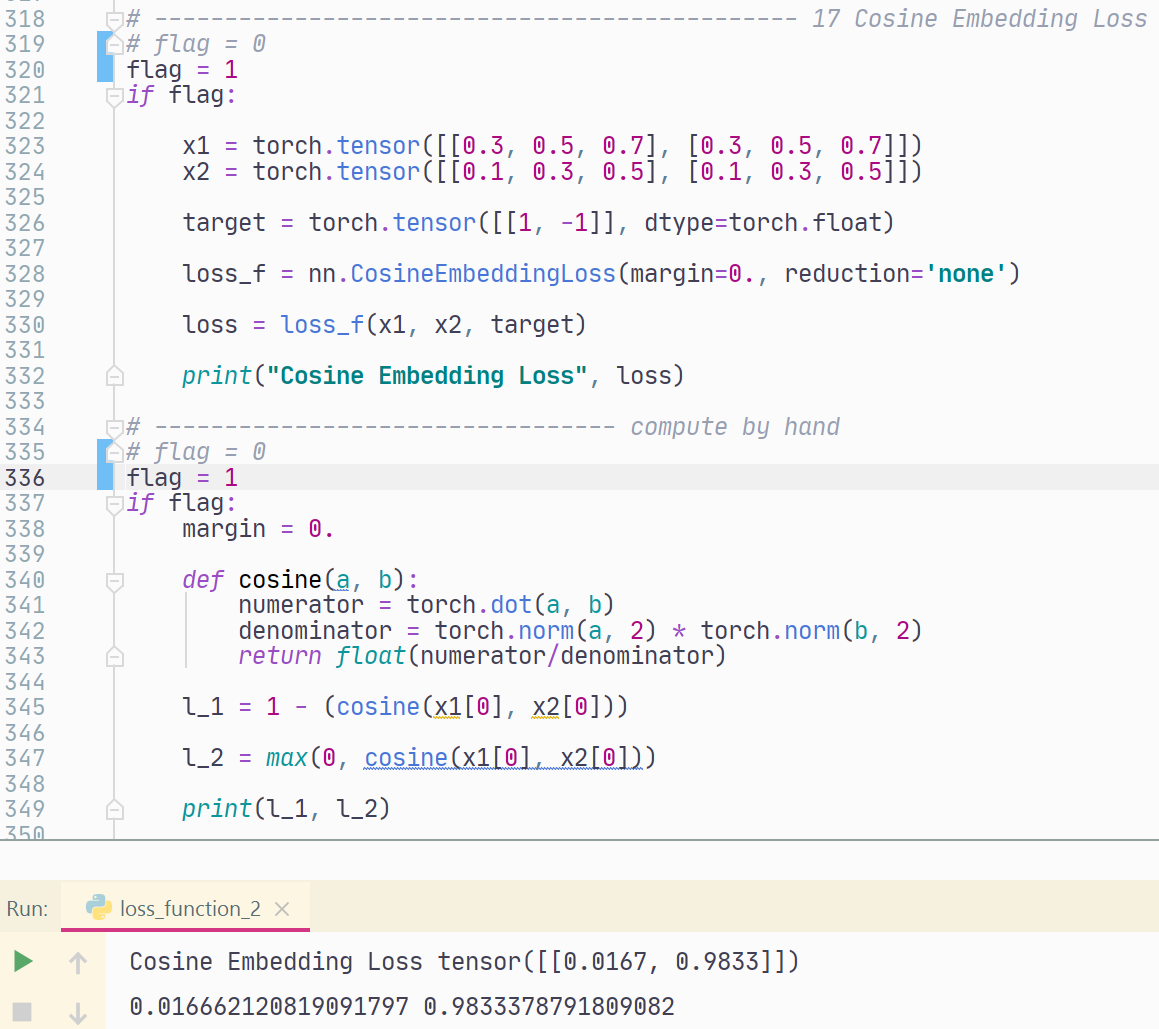 318 # ---------------------------------------------- 17 Cosine Embedding Loss
319 # flag = 0
320 flag = 1
321 if flag:
322
323     x1 = torch.tensor([[0.3, 0.5, 0.7], [0.3, 0.5, 0.7]])
324     x2 = torch.tensor([[0.1, 0.3, 0.5], [0.1, 0.3, 0.5]])
325
326     target = torch.tensor([[1, -1]], dtype=torch.float)
327
328     loss_f = nn.CosineEmbeddingLoss(margin=0., reduction='none')
329
330     loss = loss_f(x1, x2, target)
331
332     print("Cosine Embedding Loss", loss)
333
334 # --------------------------------- compute by hand
335 # flag = 0
336 flag = 1
337 if flag:
338     margin = 0.
339
340     def cosine(a, b):
341         numerator = torch.dot(a, b)
342         denominator = torch.norm(a, 2) * torch.norm(b, 2)
343         return float(numerator/denominator)
344
345     l_1 = 1 - (cosine(x1[0], x2[0]))
346
347     l_2 = max(0, cosine(x1[0], x2[0]))
348
349     print(l_1, l_2)
350
Run: loss_function_2
Cosine Embedding Loss tensor([[0.0167, 0.9833]])
0.016662120819091797 0.9833378791809082